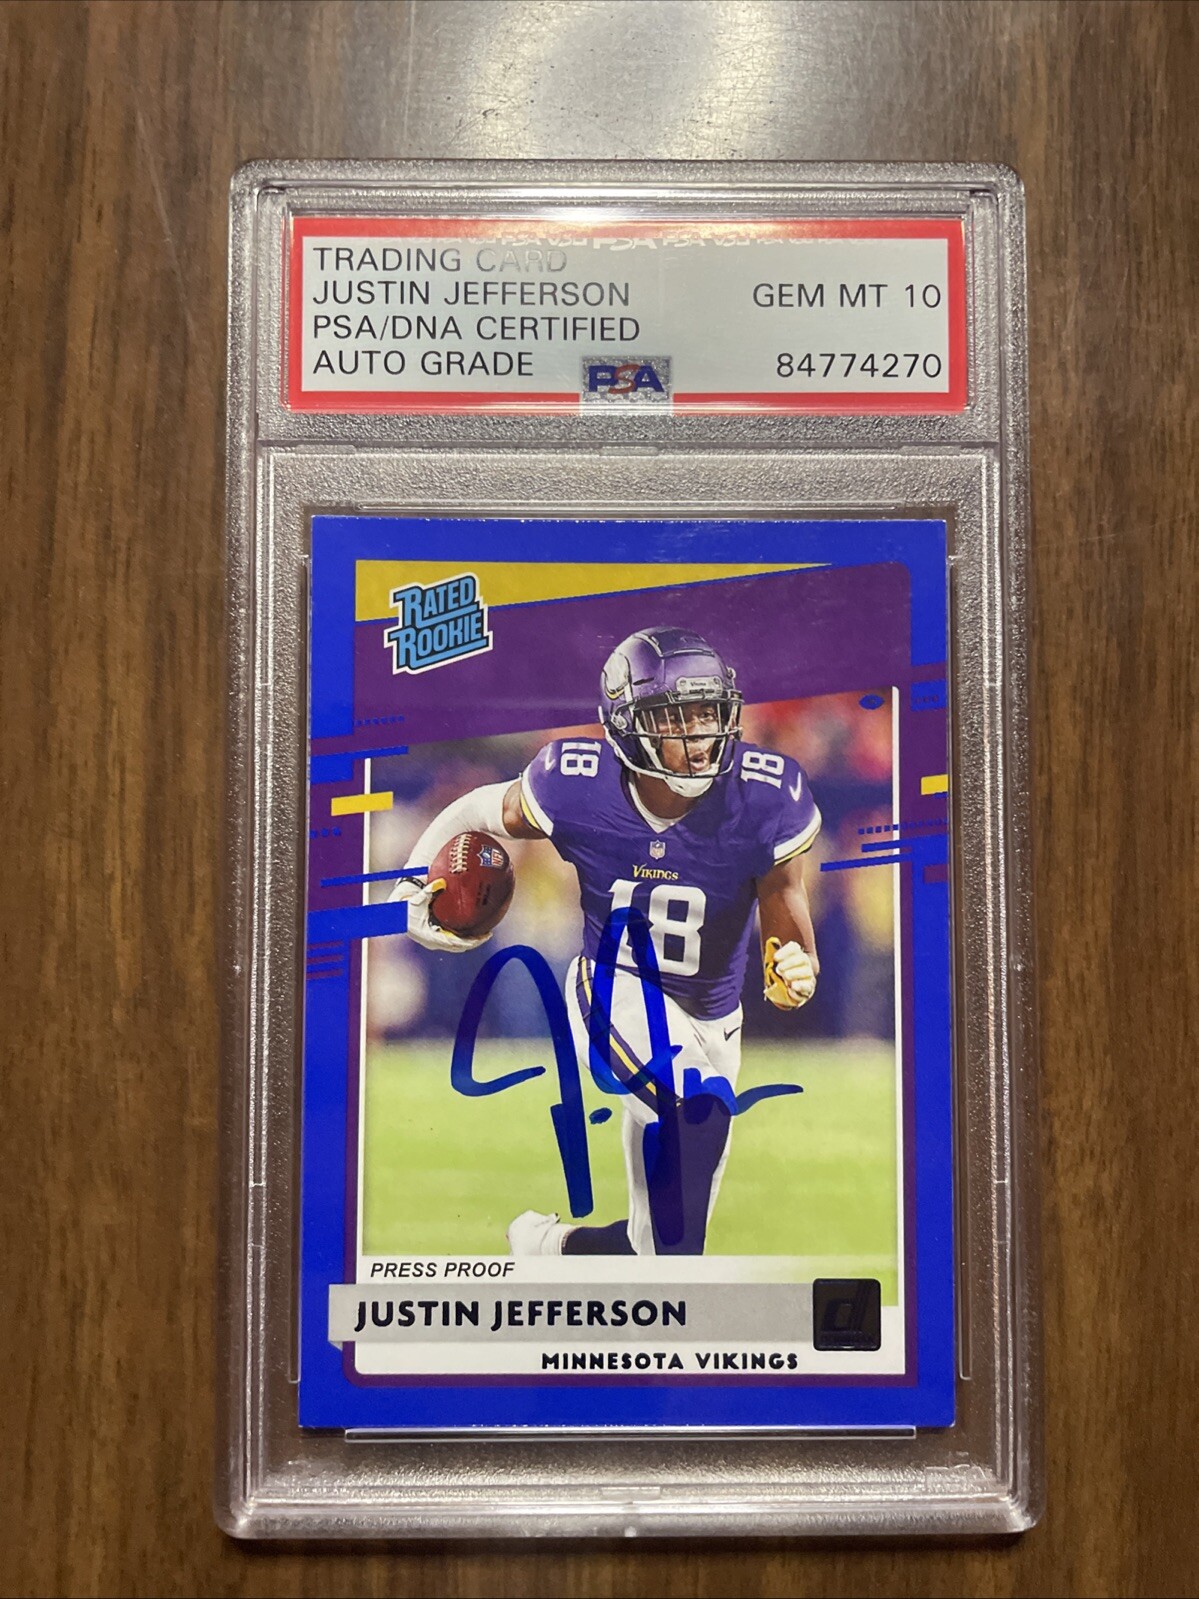 TRADING CARD
JUSTIN JEFFERSON GEM MT 10
PSA/DNA CERTIFIED
AUTO GRADE PSA 84774270
RATED
ROOKIE
18 18
VIKINGS
18
PRESS PROOF
JUSTIN JEFFERSON
d
MINNESOTA VIKINGS